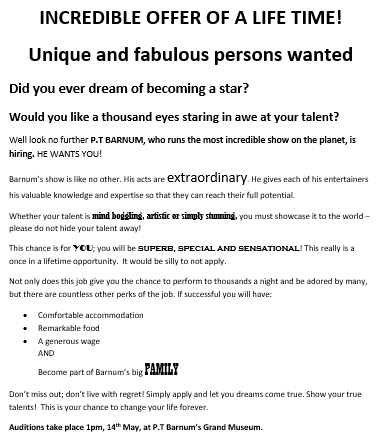 INCREDIBLE OFFER OF A LIFE TIME!
Unique and fabulous persons wanted
Did you ever dream of becoming a star?
Would you like a thousand eyes staring in awe at your talent?
Well look no further P.T BARNUM, who runs the most incredible show on the planet, is
hiring. HE WANTS YOU!
Barnum's show is like no other. His acts are extraordinary. He gives each of his entertainers
his valuable knowledge and expertise so that they can reach their full potential.
Whether your talent is mind boggling, artistic or simply stunning, you must showcase it to the world –
please do not hide your talent away!
This chance is for YOU; you will be SUPERB, SPECIAL AND SENSATIONAL! This really is a
once in a lifetime opportunity. It would be silly to not apply.
Not only does this job give you the chance to perform to thousands a night and be adored by many,
but there are countless other perks of the job. If successful you will have:
• Comfortable accommodation
• Remarkable food
• A generous wage
AND
Become part of Barnum's big FAMILY
Don't miss out; don't live with regret! Simply apply and let you dreams come true. Show your true
talents! This is your chance to change your life forever.
Auditions take place 1pm, 14th May, at P.T Barnum's Grand Museum.